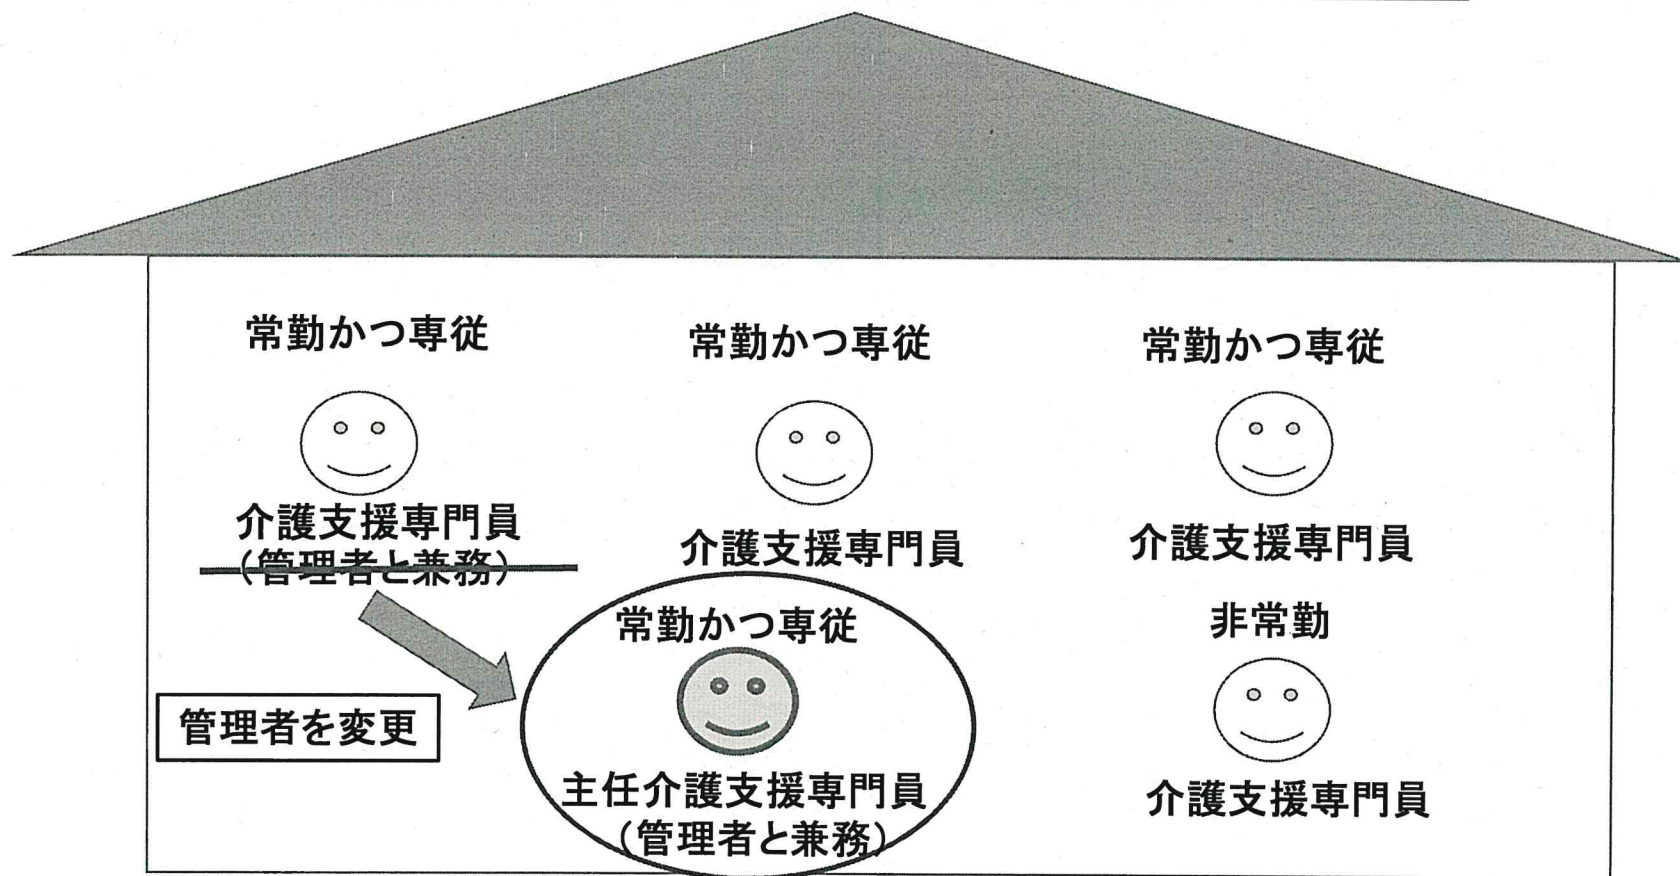 常勤かつ専従
介護支援専門員
(管理者と兼務)
常勤かつ専従
介護支援専門員
常勤かつ専従
介護支援専門員
管理者を変更
常勤かつ専従
主任介護支援専門員
(管理者と兼務)
非常勤
介護支援専門員